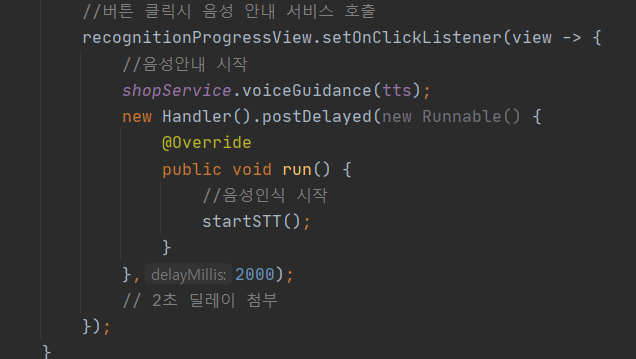 //버튼 클릭시 음성 안내 서비스 호출
recognitionProgressView.setOnClickListener(view -> {
//음성안내 시작
shopService.voiceGuidance(tts);
new Handler().postDelayed(new Runnable() {
@Override
public void run() {
//음성인식 시작
startSTT();
}
}, delayMillis: 2000);
// 2초 딜레이 첨부
});
}